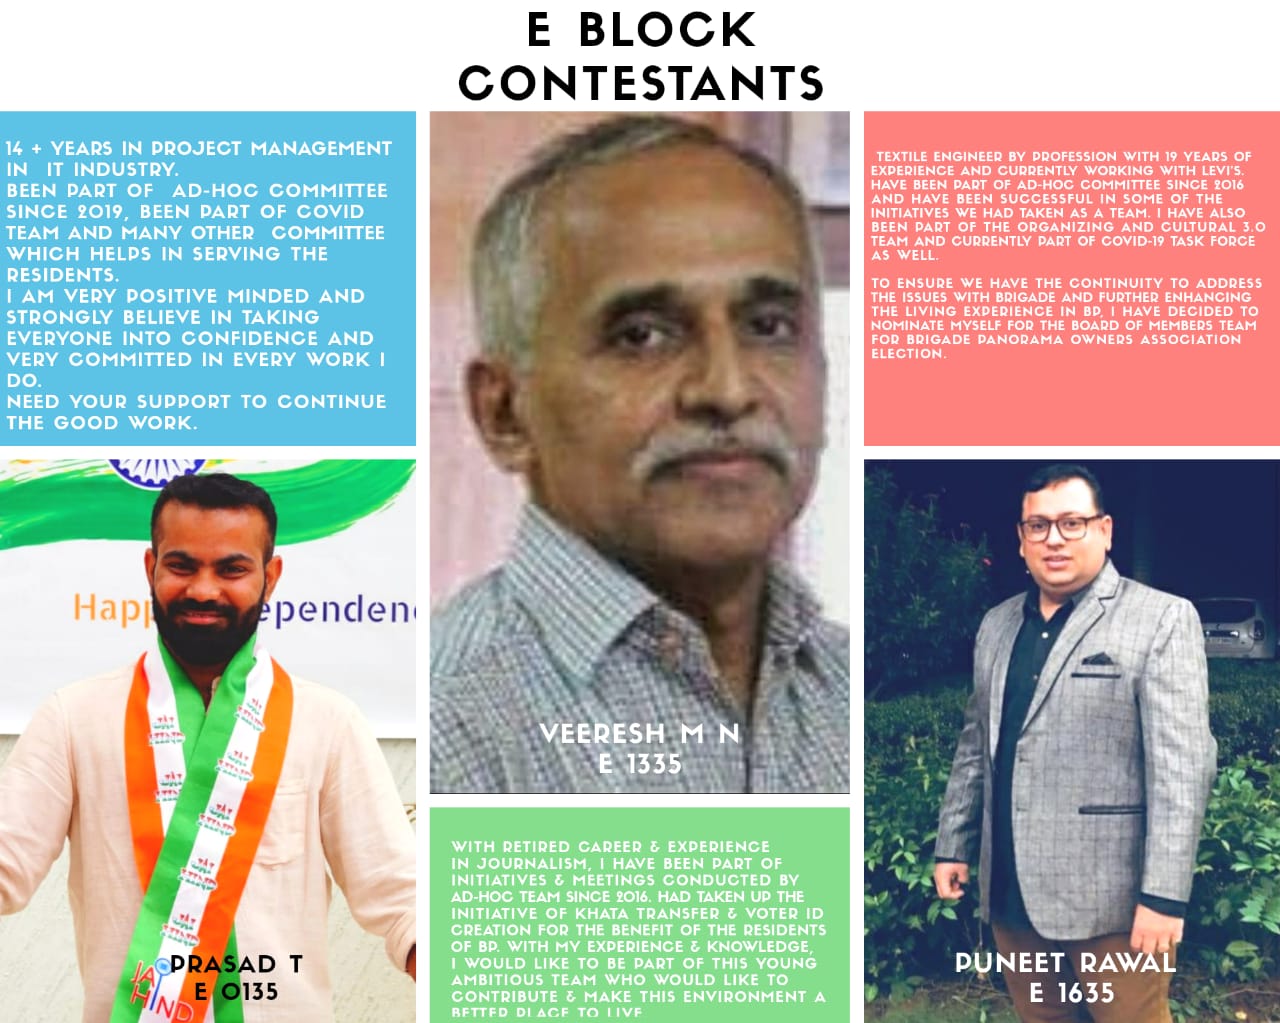 E BLOCK
CONTESTANTS
14 + YEARS IN PROJECT MANAGEMENT
IN IT INDUSTRY.
BEEN PART OF AD-HOC COMMITTEE
SINCE 2019, BEEN PART OF COVID
TEAM AND MANY OTHER COMMITTEE
WHICH HELPS IN SERVING THE
RESIDENTS.
I AM VERY POSITIVE MINDED AND
STRONGLY BELIEVE IN TAKING
EVERYONE INTO CONFIDENCE AND
VERY COMMITTED IN EVERY WORK I
DO.
NEED YOUR SUPPORT TO CONTINUE
THE GOOD WORK.
Happ ependen
JAI
HIND
PRASAD T
E 0135
VEERESH M N
E 1335
WITH RETIRED CAREER & EXPERIENCE
IN JOURNALISM, I HAVE BEEN PART OF
INITIATIVES & MEETINGS CONDUCTED BY
AD-HOC TEAM SINCE 2016. HAD TAKEN UP THE
INITIATIVE OF KHATA TRANSFER & VOTER ID
CREATION FOR THE BENEFIT OF THE RESIDENTS
OF BP. WITH MY EXPERIENCE & KNOWLEDGE,
I WOULD LIKE TO BE PART OF THIS YOUNG
AMBITIOUS TEAM WHO WOULD LIKE TO
CONTRIBUTE & MAKE THIS ENVIRONMENT A
BETTER PLACE TO LIVE
TEXTILE ENGINEER BY PROFESSION WITH 19 YEARS OF
EXPERIENCE AND CURRENTLY WORKING WITH LEVI'S.
HAVE BEEN PART OF AD-HOC COMMITTEE SINCE 2016
AND HAVE BEEN SUCCESSFUL IN SOME OF THE
INITIATIVES WE HAD TAKEN AS A TEAM. I HAVE ALSO
BEEN PART OF THE ORGANIZING AND CULTURAL 3.0
TEAM AND CURRENTLY PART OF COVID-19 TASK FORCE
AS WELL.
TO ENSURE WE HAVE THE CONTINUITY TO ADDRESS
THE ISSUES WITH BRIGADE AND FURTHER ENHANCING
THE LIVING EXPERIENCE IN BP, I HAVE DECIDED TO
NOMINATE MYSELF FOR THE BOARD OF MEMBERS TEAM
FOR BRIGADE PANORAMA OWNERS ASSOCIATION
ELECTION.
PUNEET RAWAL
E 1635